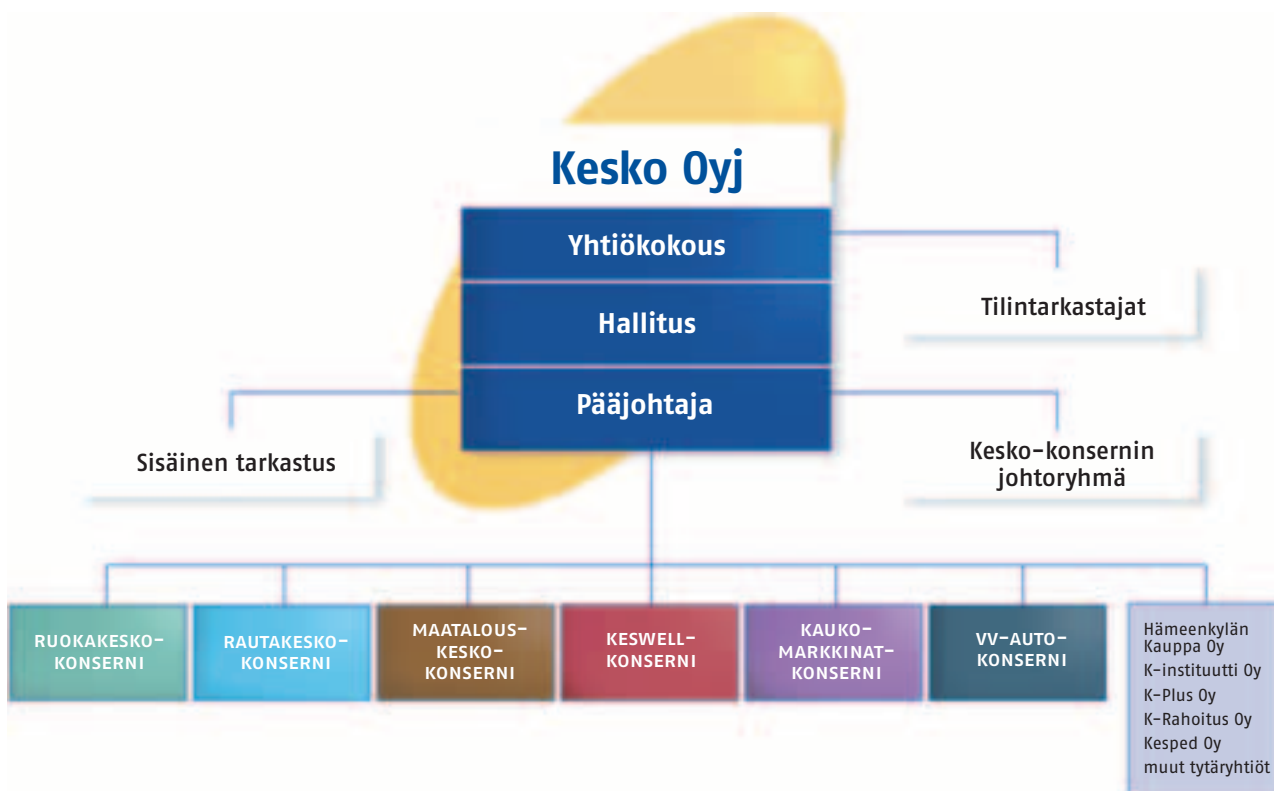 Kesko Oyj
Yhtiökokous
Hallitus
Pääjohtaja
Tilintarkastajat
Sisäinen tarkastus
Kesko-konsernin
johtoryhmä
RUOKAKESKO-
KONSERNI
RAUTAKESKO-
KONSERNI
MAATALOUS-
KESKO-
KONSERNI
KESWELL-
KONSERNI
KAUKO-
MARKKINAT-
KONSERNI
VV-AUTO-
KONSERNI
Hämeenkylän
Kauppa Oy
K-instituutti Oy
K-Plus Oy
K-Rahoitus Oy
Kesped Oy
muut tytäryhtiöt